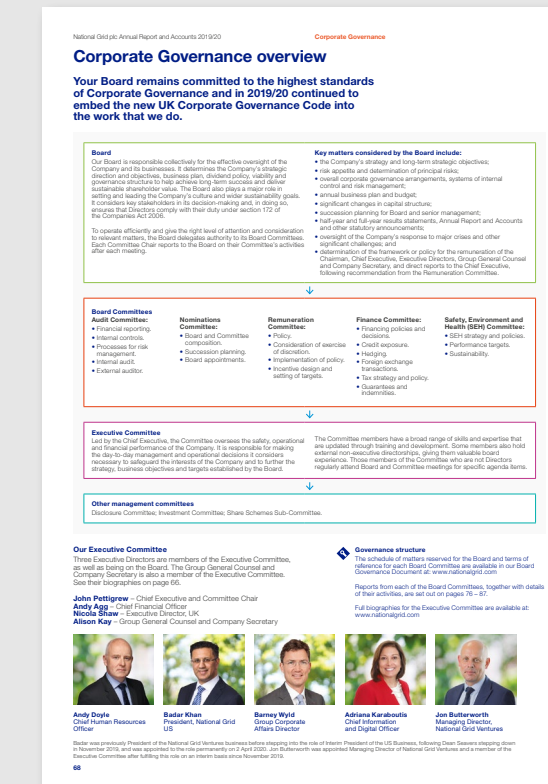 National Grid plc Annual Report and Accounts 2019/20
Corporate Governance
Corporate Governance overview
Your Board remains committed to the highest standards
of Corporate Governance and in 2019/20 continued to
embed the new UK Corporate Governance Code into
the work that we do.
Board
Our Board is responsible collectively for the effective oversight of the
Company and its businesses. It determines the Company's strategic
direction and objectives, business plan, dividend policy, viability and
governance structure to help achieve long-term success and deliver
sustainable shareholder value. The Board also plays a major role in
setting and leading the Company's culture and wider sustainability goals.
It considers key stakeholders in its decision-making and, in doing so,
ensures that Directors comply with their duty under section 172 of
the Companies Act 2006.
To operate efficiently and give the right level of attention and consideration
to relevant matters, the Board delegates authority to its Board Committees.
Each Committee Chair reports to the Board on their Committee's activities
after each meeting.
Key matters considered by the Board include:
• the Company's strategy and long-term strategic objectives;
• risk appetite and determination of principal risks;
• overall corporate governance arrangements, systems of internal
control and risk management;
• annual business plan and budget;
• significant changes in capital structure;
• succession planning for Board and senior management;
• half-year and full-year results statements, Annual Report and Accounts
and other statutory announcements;
• oversight of the Company's response to major crises and other
significant challenges; and
• determination of the framework or policy for the remuneration of the
Chairman, Chief Executive, Executive Directors, Group General Counsel
and Company Secretary, and direct reports to the Chief Executive,
following recommendation from the Remuneration Committee.
Board Committees
Audit Committee:
• Financial reporting.
• Internal controls.
• Processes for risk
management.
• Internal audit.
• External auditor.
Nominations
Committee:
• Board and Committee
composition.
• Succession planning.
• Board appointments.
Remuneration
Committee:
• Policy.
• Consideration of exercise
of discretion.
• Implementation of policy.
• Incentive design and
setting of targets.
Finance Committee:
• Financing policies and
decisions.
• Credit exposure.
• Hedging.
• Foreign exchange
transactions.
• Tax strategy and policy.
• Guarantees and
indemnities.
Safety, Environment and
Health (SEH) Committee:
• SEH strategy and policies.
• Performance targets.
• Sustainability.
Executive Committee
Led by the Chief Executive, the Committee oversees the safety, operational
and financial performance of the Company. It is responsible for making
the day-to-day management and operational decisions it considers
necessary to safeguard the interests of the Company and to further the
strategy, business objectives and targets established by the Board.
The Committee members have a broad range of skills and expertise that
are updated through training and development. Some members also hold
external non-executive directorships, giving them valuable board
experience. Those members of the Committee who are not Directors
regularly attend Board and Committee meetings for specific agenda items.
Other management committees
Disclosure Committee; Investment Committee; Share Schemes Sub-Committee.
Our Executive Committee
Three Executive Directors are members of the Executive Committee,
as well as being on the Board. The Group General Counsel and
Company Secretary is also a member of the Executive Committee.
See their biographies on page 66.
John Pettigrew – Chief Executive and Committee Chair
Andy Agg – Chief Financial Officer
Nicola Shaw – Executive Director, UK
Alison Kay – Group General Counsel and Company Secretary
Governance structure
The schedule of matters reserved for the Board and terms of
reference for each Board Committee are available in our Board
Governance Document at: www.nationalgrid.com
Reports from each of the Board Committees, together with details
of their activities, are set out on pages 76 – 87.
Full biographies for the Executive Committee are available at:
www.nationalgrid.com
Andy Doyle
Chief Human Resources
Officer
Badar Khan
President, National Grid
US
Barney Wyld
Group Corporate
Affairs Director
Adriana Karaboutis
Chief Information
and Digital Officer
Jon Butterworth
Managing Director,
National Grid Ventures
Badar was previously President of the National Grid Ventures business before stepping into the role of Interim President of the US Business, following Dean Seavers stepping down
in November 2019, and was appointed to the role permanently on 2 April 2020. Jon Butterworth was appointed Managing Director of National Grid Ventures and a member of the
Executive Committee after fulfilling this role on an interim basis since November 2019.
68